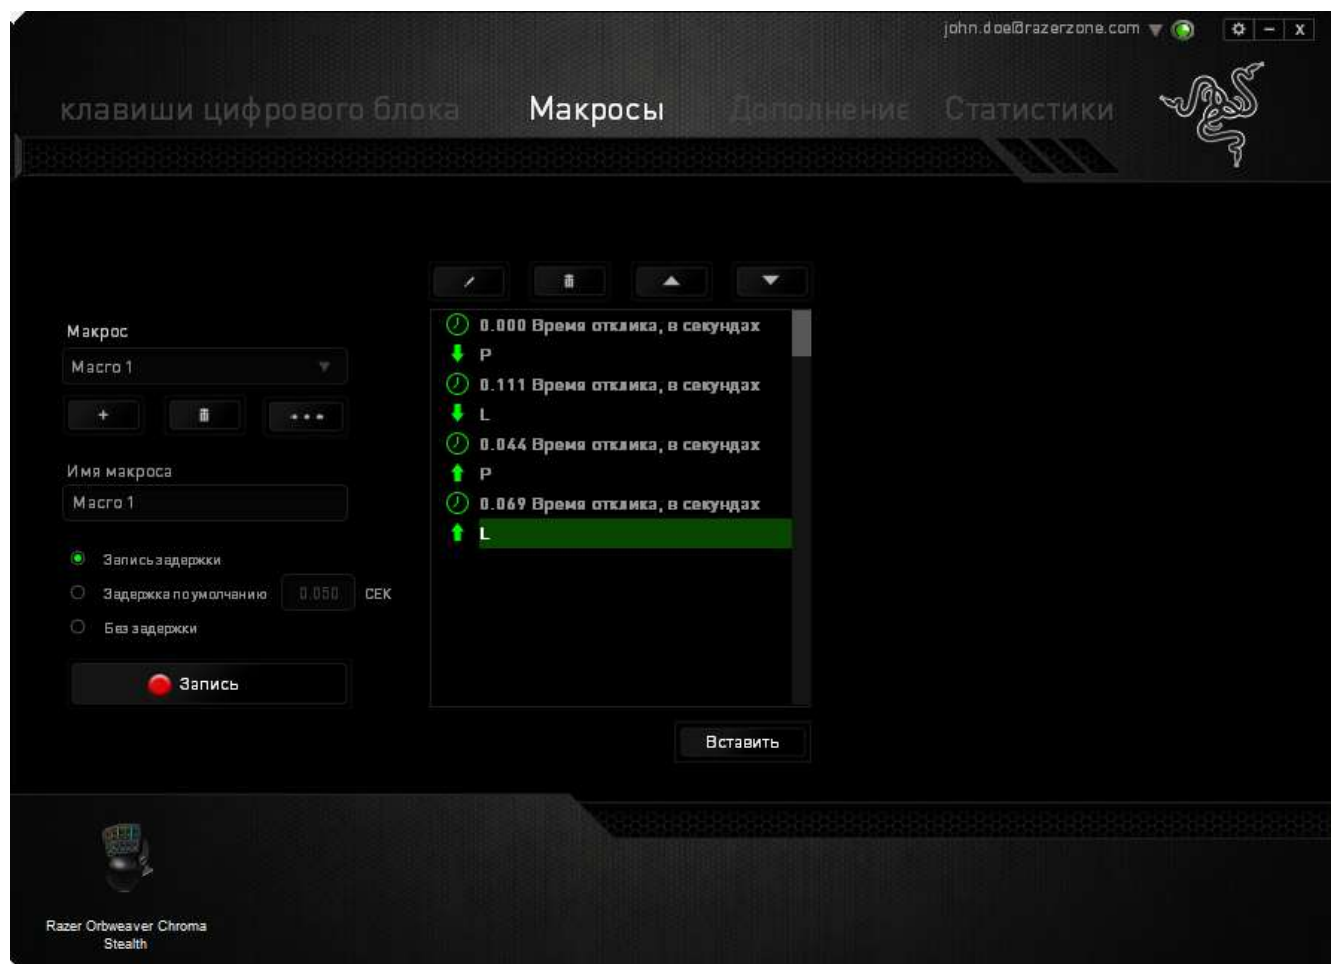 john.doe@razerzone.com
клавиши цифрового блока Макросы Дополнение Статистики
Макрос
Macro 1
Имя макроса
Macro 1
Запись задержки
Задержка по умолчанию 0.050 СЕК
Без задержки
Запись
0.000 Время отклика, в секундах
P
0.111 Время отклика, в секундах
L
0.044 Время отклика, в секундах
P
0.069 Время отклика, в секундах
L
Вставить
Razer Orbweaver Chroma
Stealth